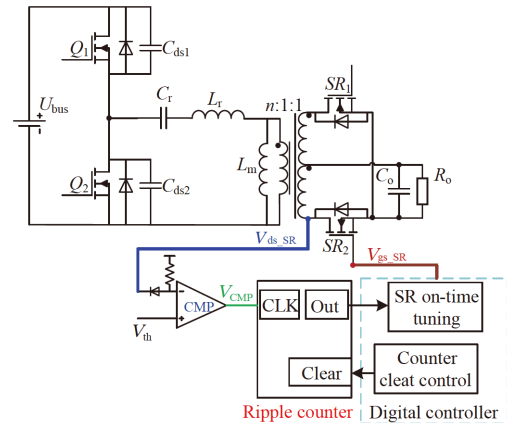 Q1
Cds1
SR1
Cr
Lr
n:1:1
Ubus
+
Lm
Q2
Cds2
Co
Ro
Vds_SR
SR2
Vgs_SR
−
CMP
+
VCMP
Vth
CLK
Out
SR on-time
tuning
Clear
Counter
cleat control
Ripple counter
Digital controller